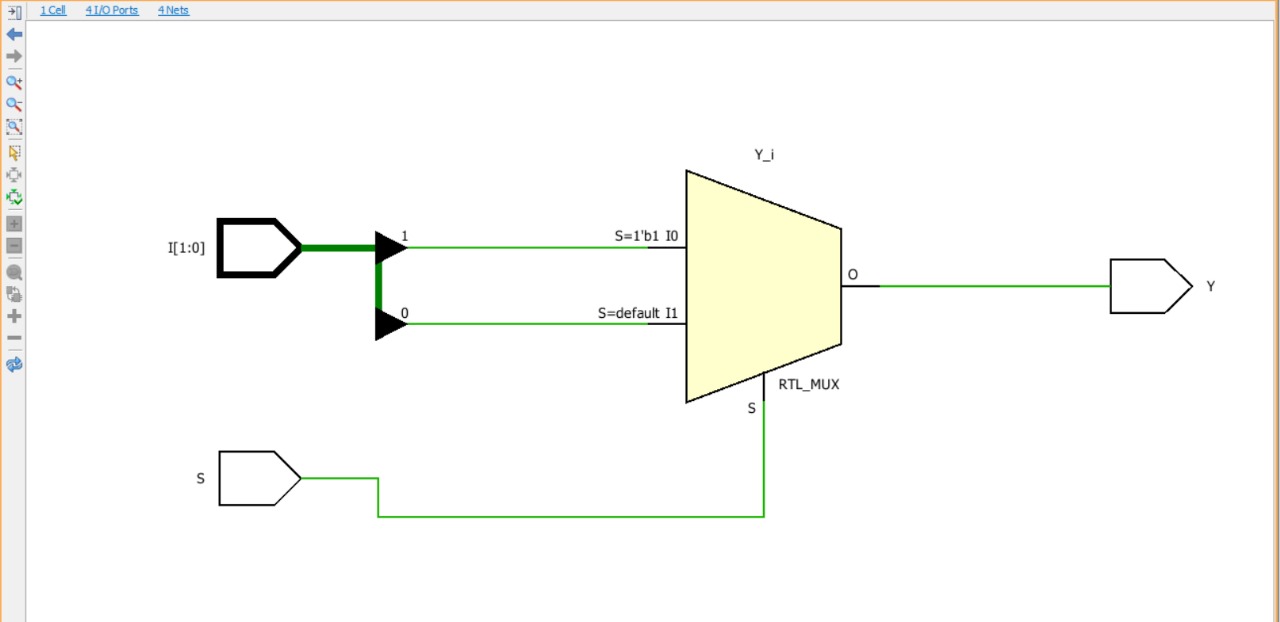 1 Cell 4 I/O Ports 4 Nets
Y_i
I[1:0] 1 S=1'b1 I0
O Y
0 S=default I1
RTL_MUX
S
S